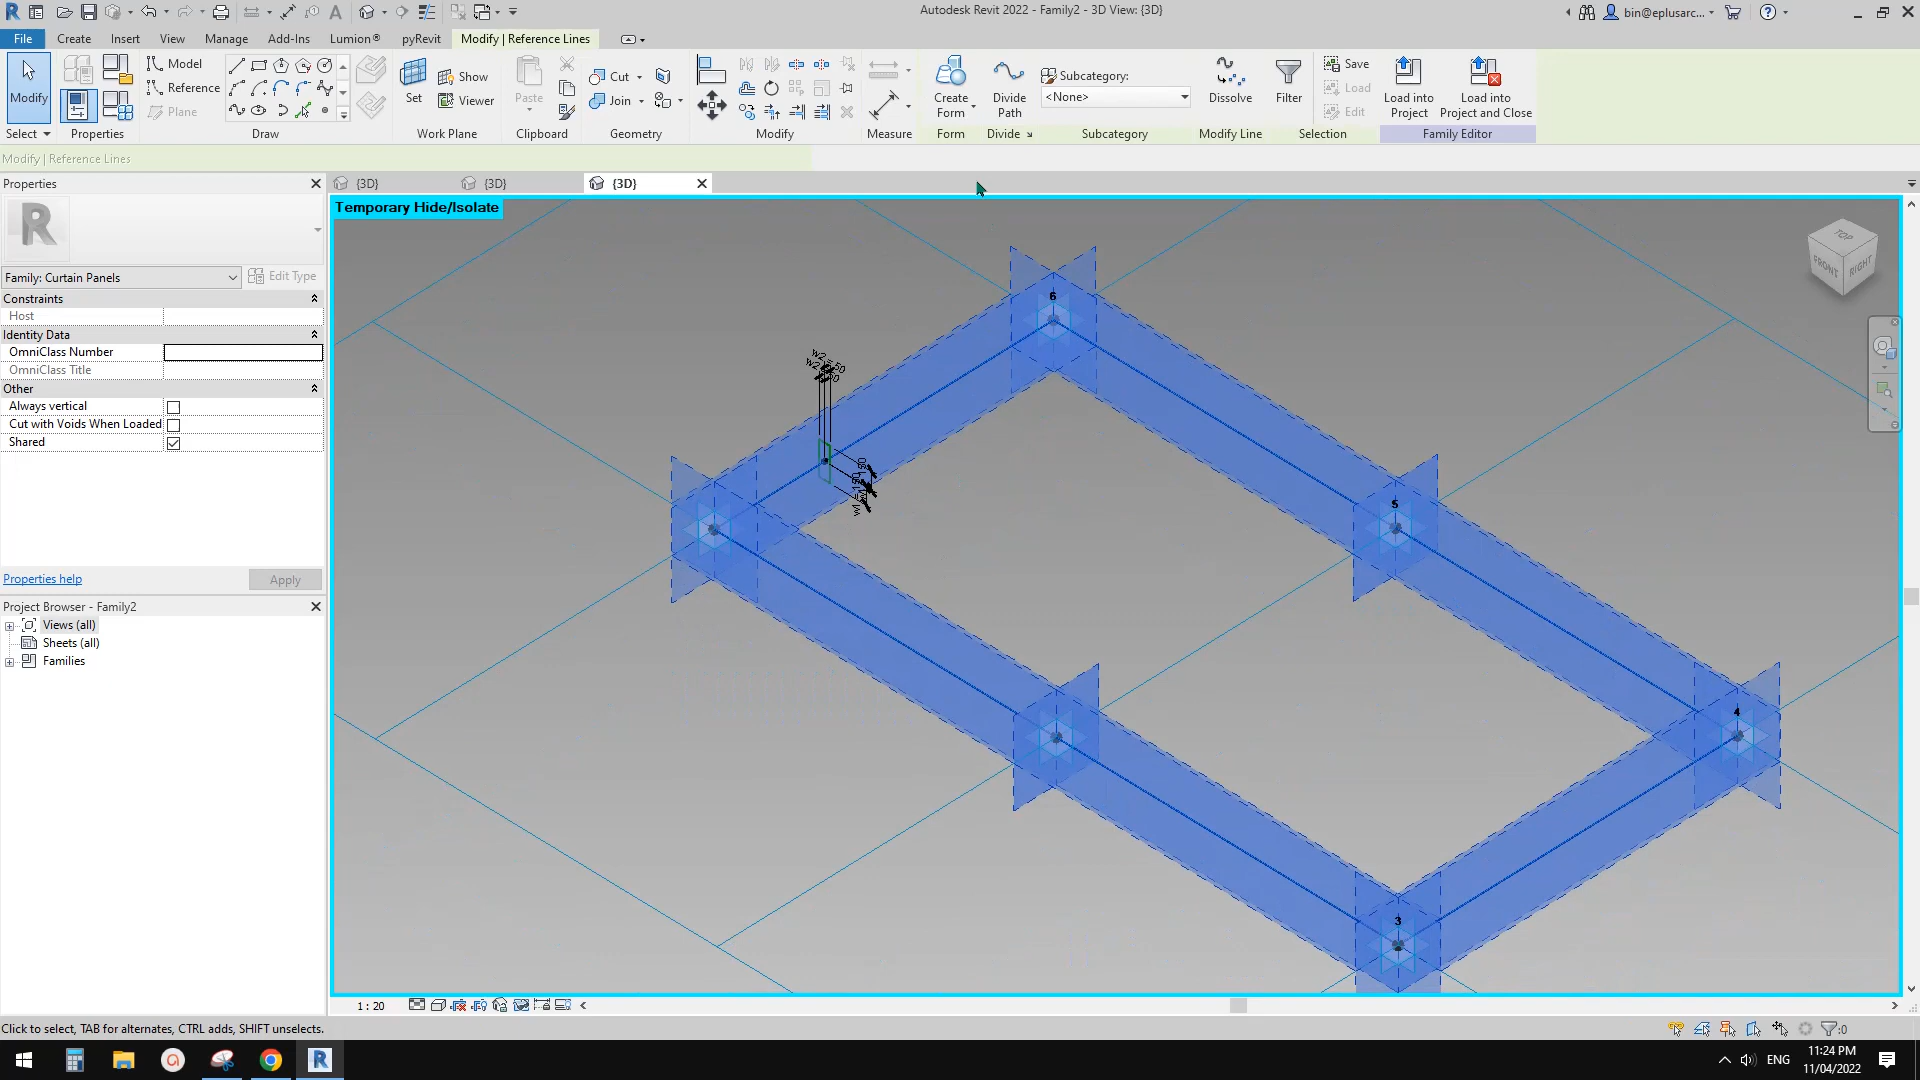 Autodesk Revit 2022 - Family2 - 3D View: {3D}
bin@eplusarc...
File
Create
Insert
View
Manage
Add-Ins
Lumion®
pyRevit
Modify | Reference Lines
Modify
Select
Properties
Model
Reference
Plane
Draw
Set
Show
Viewer
Work Plane
Paste
Clipboard
Cut
Join
Geometry
Modify
Measure
Create
Form
Form
Divide
Path
Divide
Subcategory:
<None>
Subcategory
Dissolve
Modify Line
Filter
Save
Load
Edit
Selection
Load into
Project
Load into
Project and Close
Family Editor
Modify | Reference Lines
Properties
{3D}
{3D}
{3D}
Temporary Hide/Isolate
R
Family: Curtain Panels
Edit Type
Constraints
Host
Identity Data
OmniClass Number
OmniClass Title
Other
Always vertical
Cut with Voids When Loaded
Shared
Properties help
Apply
Project Browser - Family2
Views (all)
Sheets (all)
Families
TOP
FRONT
RIGHT
6
5
4
3
1 : 20
Click to select, TAB for alternates, CTRL adds, SHIFT unselects.
:0
ENG
11:24 PM
11/04/2022